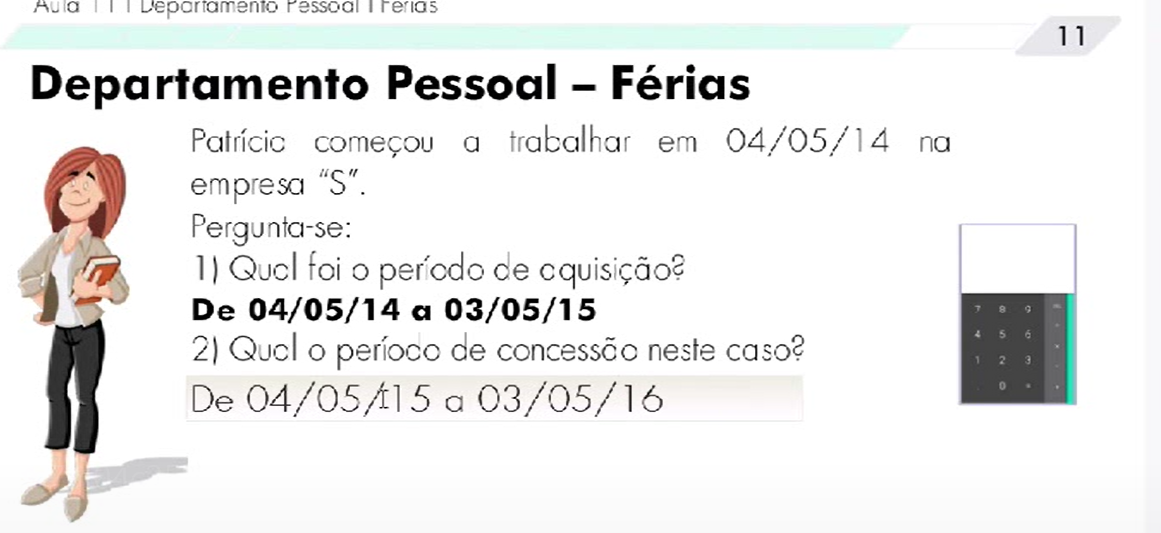 Aula 111 Departamento Pessoal I Férias
11
Departamento Pessoal – Férias
Patrícia começou a trabalhar em 04/05/14 na
empresa “S”.
Pergunta-se:
1) Qual foi o período de aquisição?
De 04/05/14 a 03/05/15
2) Qual o período de concessão neste caso?
De 04/05/15 a 03/05/16
7 8 9
4 5 6
1 2 3
0 =